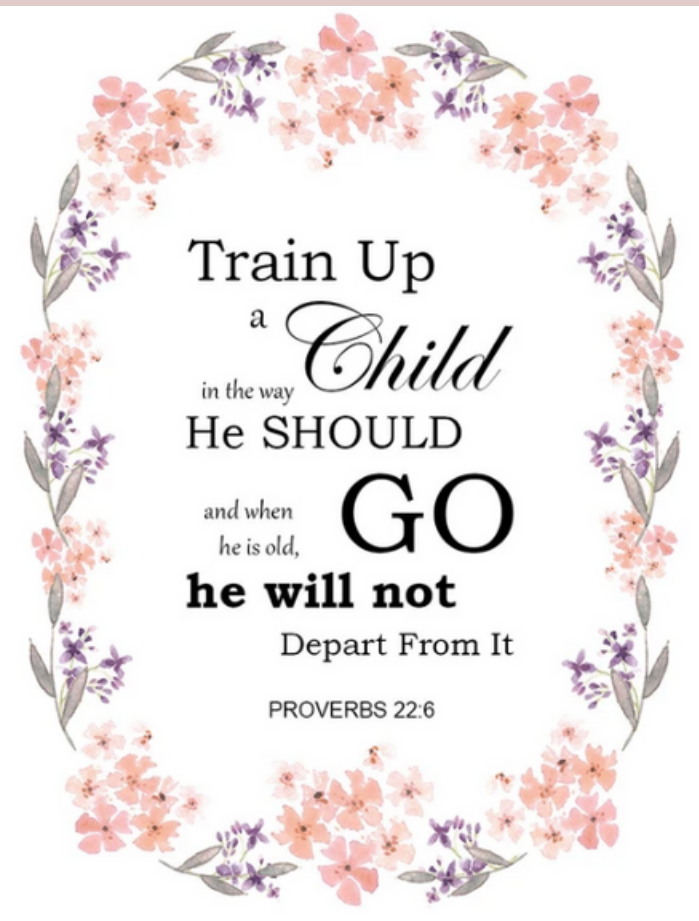 Train Up
a Child
in the way
He SHOULD
and when GO
he is old,
he will not
Depart From It
PROVERBS 22:6